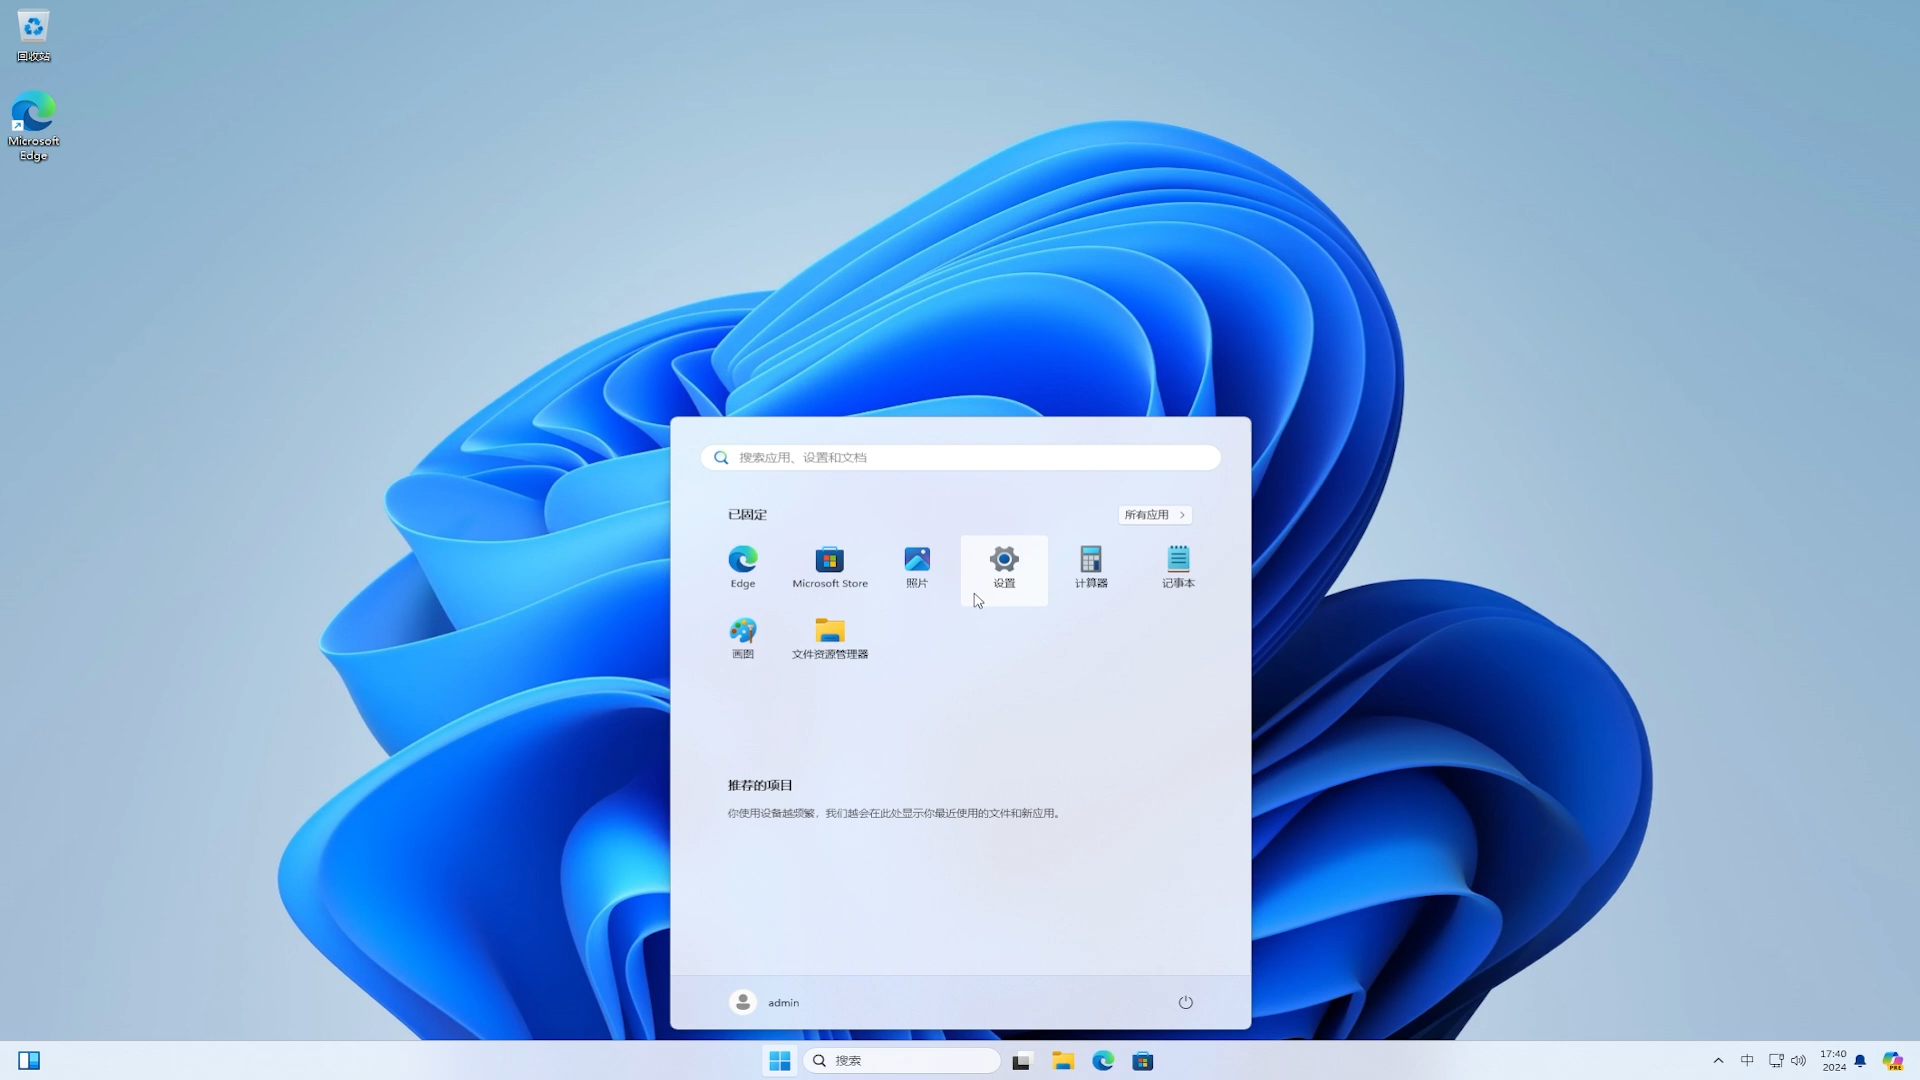 回收站
Microsoft
Edge
搜索应用、设置和文档
已固定
所有应用
Edge
Microsoft Store
照片
设置
计算器
记事本
画图
文件资源管理器
推荐的项目
你使用设备越频繁，我们越会在此处显示你最近使用的文件和新应用。
admin
搜索
中
17:40
2024
PRE